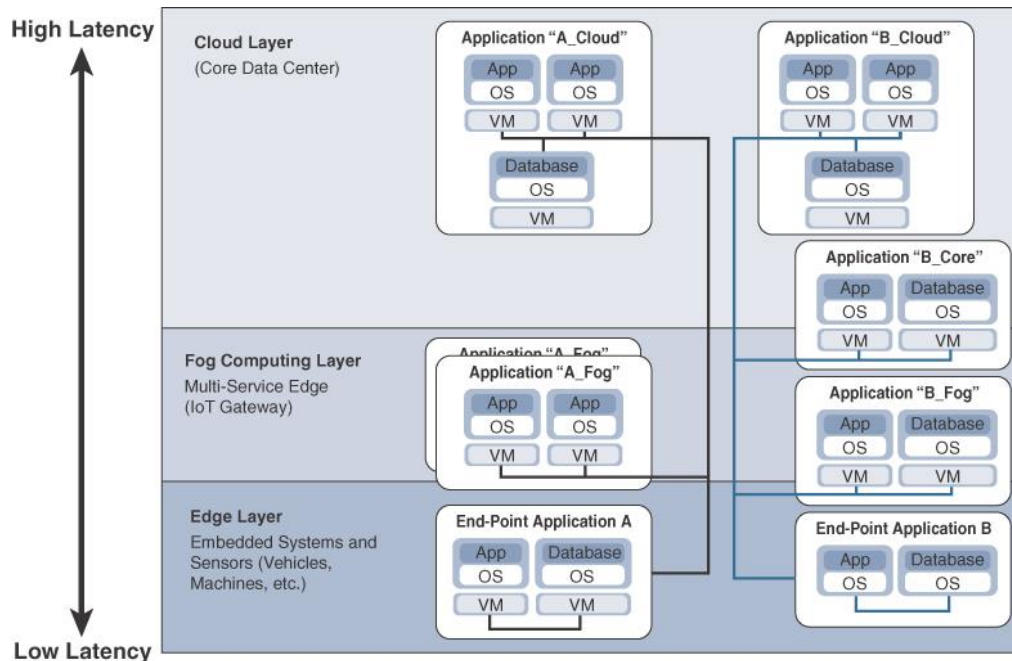 High Latency
Cloud Layer
(Core Data Center)
Application “A_Cloud”
App App
OS OS
VM VM
Database
OS
VM
Application “B_Cloud”
App App
OS OS
VM VM
Database
OS
VM
Application “B_Core”
App Database
OS OS
VM VM
Fog Computing Layer
Multi-Service Edge
(IoT Gateway)
Application “A_Fog”
Application “A_Fog”
App App
OS OS
VM VM
Application “B_Fog”
App Database
OS OS
VM VM
Edge Layer
Embedded Systems and
Sensors (Vehicles,
Machines, etc.)
End-Point Application A
App Database
OS OS
VM VM
End-Point Application B
App Database
OS OS
Low Latency